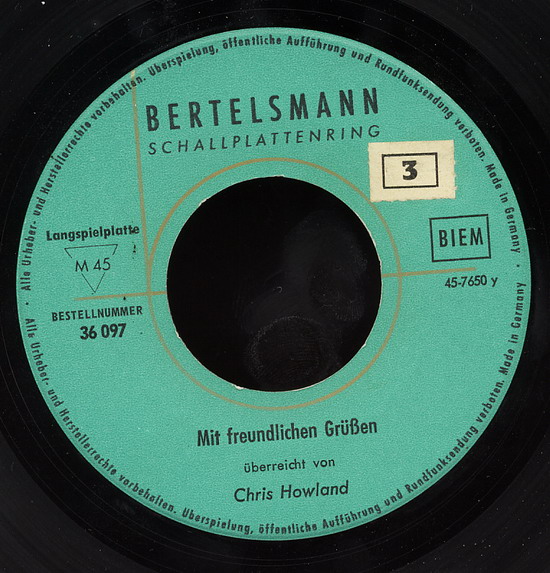 Alle Urheber- und Herstellerrechte vorbehalten. Überspielung, öffentliche Aufführung und Rundfunksendung verboten. Made in Germany ·
BERTELSMANN
SCHALLPLATTENRING
3
Langspielplatte
M 45
BIEM
45-7650 y
BESTELLNUMMER
36 097
Mit freundlichen Grüßen
überreicht von
Chris Howland
Alle Urheber- und Herstellerrechte vorbehalten. Überspielung, öffentliche Aufführung und Rundfunksendung verboten. Made in Germany ·